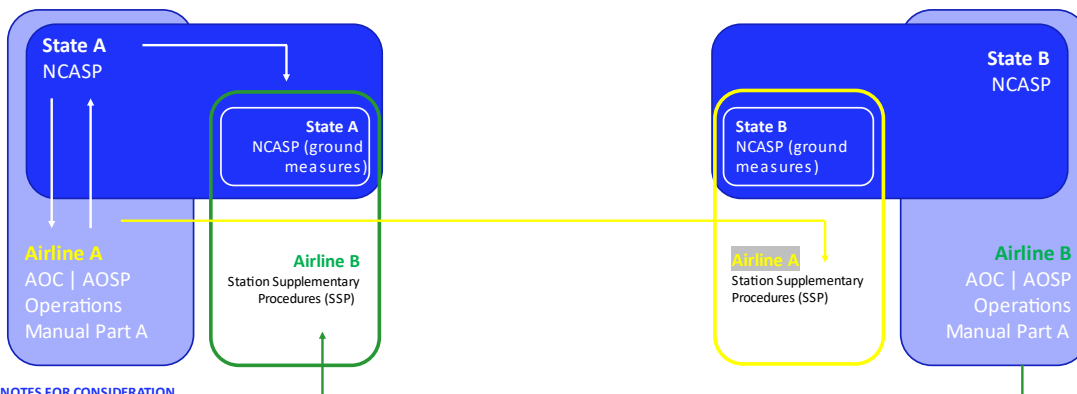 State A
NCASP
State A
NCASP (ground
measures)
Airline A
AOC | AOSP
Operations
Manual Part A
Airline B
Station Supplementary
Procedures (SSP)
State B
NCASP
State B
NCASP (ground
measures)
Airline A
Station Supplementary
Procedures (SSP)
Airline B
AOC | AOSP
Operations
Manual Part A
NOTES FOR CONSIDERATION